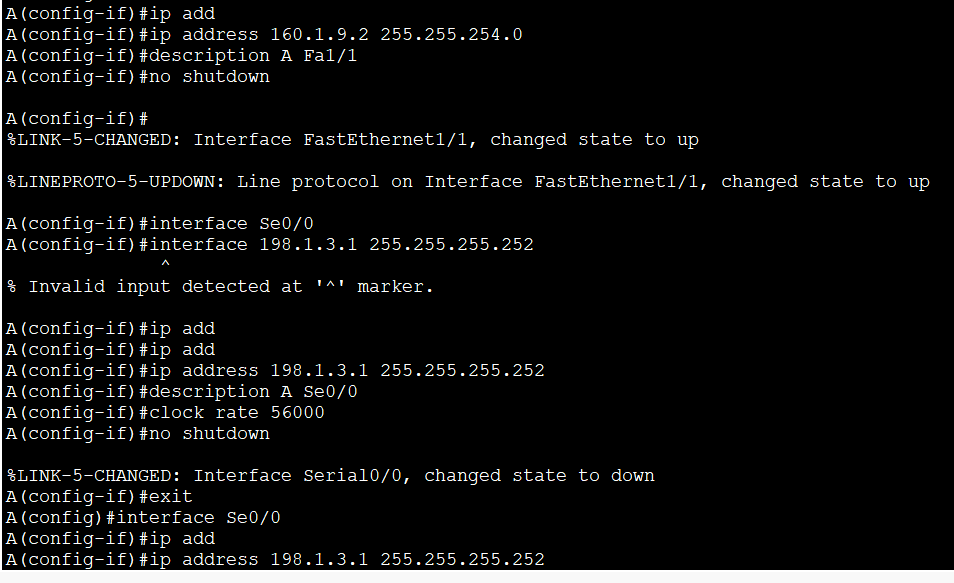 A(config-if)#ip add
A(config-if)#ip address 160.1.9.2 255.255.254.0
A(config-if)#description A Fa1/1
A(config-if)#no shutdown
A(config-if)#
%LINK-5-CHANGED: Interface FastEthernet1/1, changed state to up
%LINEPROTO-5-UPDOWN: Line protocol on Interface FastEthernet1/1, changed state to up
A(config-if)#interface Se0/0
A(config-if)#interface 198.1.3.1 255.255.255.252
^
% Invalid input detected at '^' marker.
A(config-if)#ip add
A(config-if)#ip add
A(config-if)#ip address 198.1.3.1 255.255.255.252
A(config-if)#description A Se0/0
A(config-if)#clock rate 56000
A(config-if)#no shutdown
%LINK-5-CHANGED: Interface Serial0/0, changed state to down
A(config-if)#exit
A(config)#interface Se0/0
A(config-if)#ip add
A(config-if)#ip address 198.1.3.1 255.255.255.252